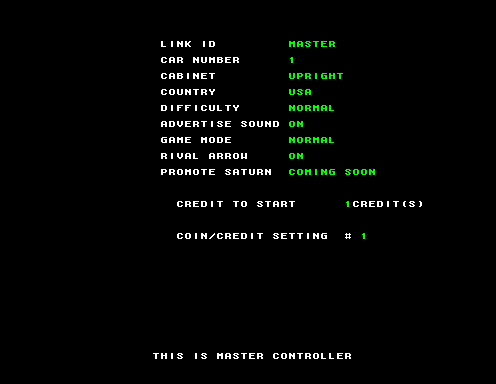 LINK ID MASTER
CAR NUMBER 1
CABINET UPRIGHT
COUNTRY USA
DIFFICULTY NORMAL
ADVERTISE SOUND ON
GAME MODE NORMAL
RIVAL ARROW ON
PROMOTE SATURN COMING SOON
CREDIT TO START 1CREDIT(S)
COIN/CREDIT SETTING # 1
THIS IS MASTER CONTROLLER